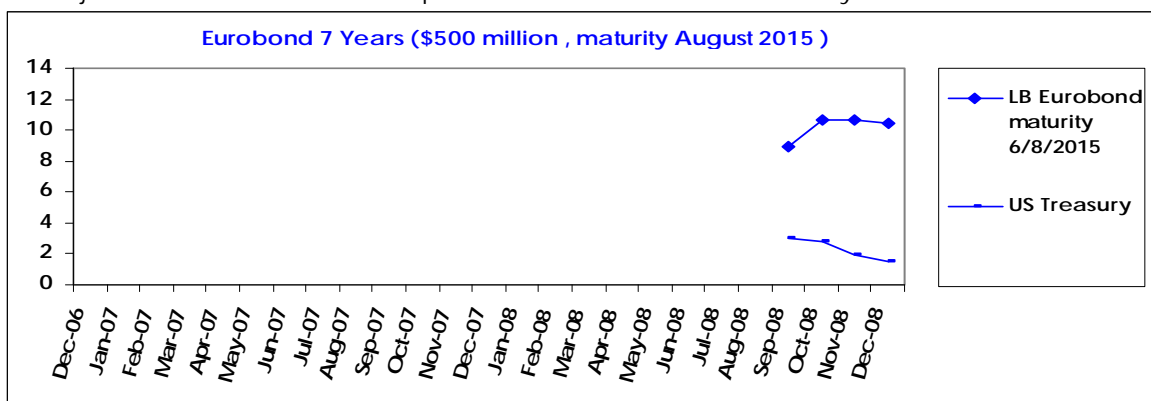 Eurobond 7 Years ($500 million , maturity August 2015 )
14
12
10
8
6
4
2
0
Dec-06
Jan-07
Feb-07
Mar-07
Apr-07
May-07
Jun-07
Jul-07
Aug-07
Sep-07
Oct-07
Nov-07
Dec-07
Jan-08
Feb-08
Mar-08
Apr-08
May-08
Jun-08
Jul-08
Aug-08
Sep-08
Oct-08
Nov-08
Dec-08
LB Eurobond
maturity
6/8/2015
US Treasury